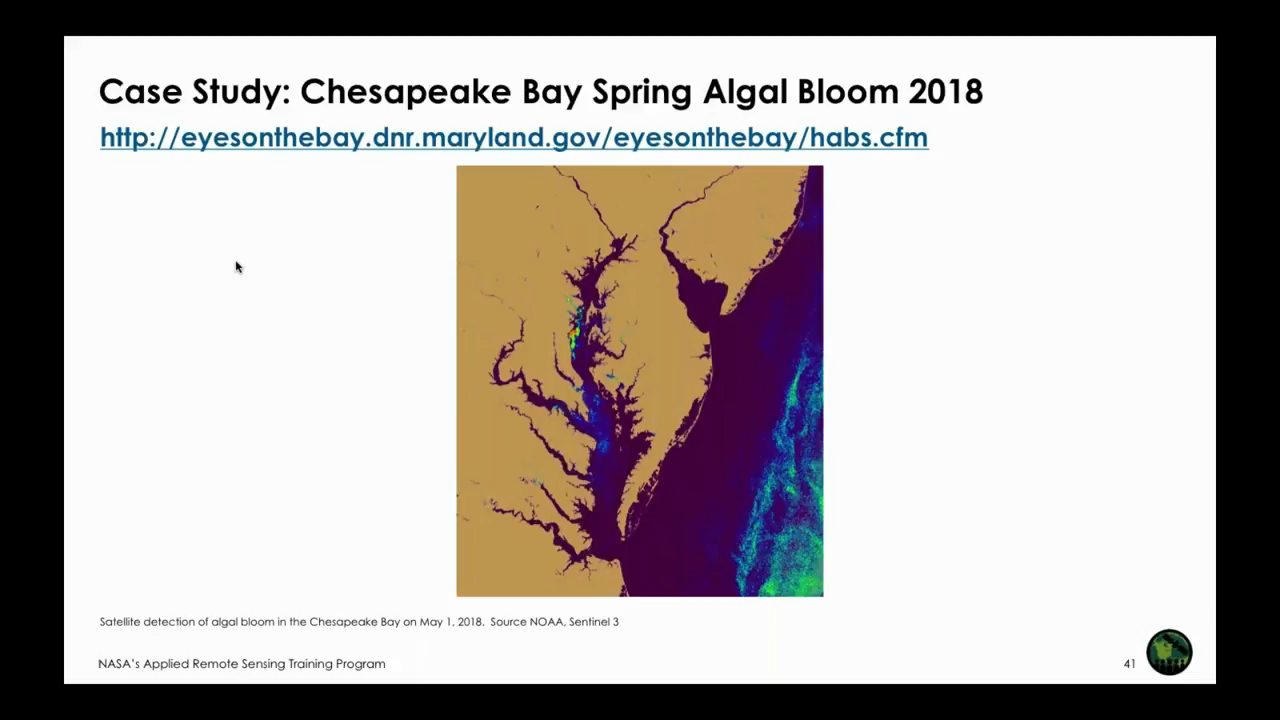 Case Study: Chesapeake Bay Spring Algal Bloom 2018
http://eyesonthebay.dnr.maryland.gov/eyesonthebay/habs.cfm
Satellite detection of algal bloom in the Chesapeake Bay on May 1, 2018. Source NOAA, Sentinel 3
NASA's Applied Remote Sensing Training Program
41